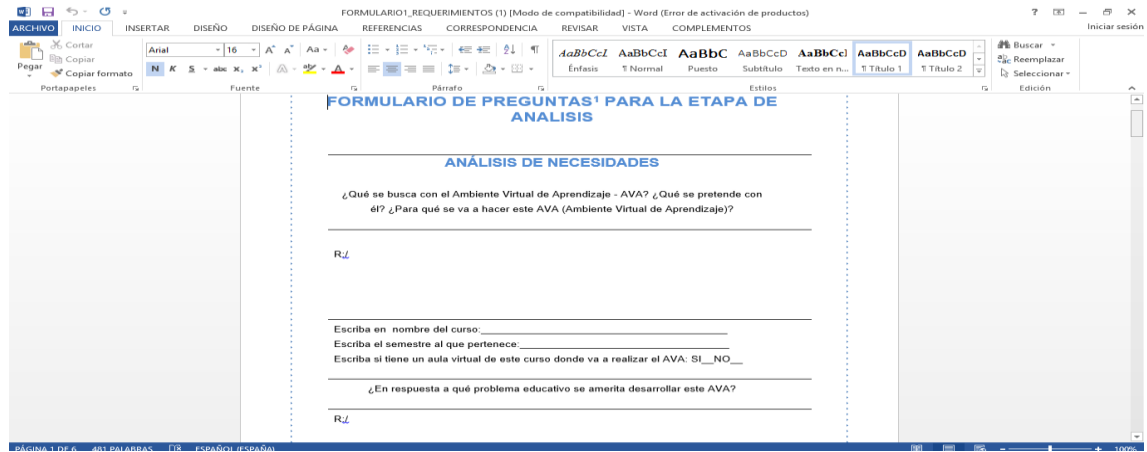 FORMULARIO1_REQUERIMIENTOS (1) [Modo de compatibilidad] - Word (Error de activación de productos)
ARCHIVO INICIO INSERTAR DISEÑO DISEÑO DE PÁGINA REFERENCIAS CORRESPONDENCIA REVISAR VISTA COMPLEMENTOS Iniciar sesión
Pegar
Cortar
Copiar
Copiar formato
Portapapeles
Arial 16
N K S abc x, x²
Fuente
Párrafo
AaBbCcI AaBbCcI AaBbC AaBbCcD AaBbCcI AaBbCcD AaBbCcD
Énfasis ¶ Normal Puesto Subtítulo Texto en n... ¶ Título 1 ¶ Título 2
Estilos
Buscar
Reemplazar
Seleccionar
Edición
FORMULARIO DE PREGUNTAS¹ PARA LA ETAPA DE
ANALISIS
ANÁLISIS DE NECESIDADES
¿Qué se busca con el Ambiente Virtual de Aprendizaje - AVA? ¿Qué se pretende con
él? ¿Para qué se va a hacer este AVA (Ambiente Virtual de Aprendizaje)?
R;/
Escriba en nombre del curso:
Escriba el semestre al que pertenece:
Escriba si tiene un aula virtual de este curso donde va a realizar el AVA: SI__NO__
¿En respuesta a qué problema educativo se amerita desarrollar este AVA?
R;/
PÁGINA 1 DE 6 481 PALABRAS ESPAÑOL (ESPAÑA) 100%